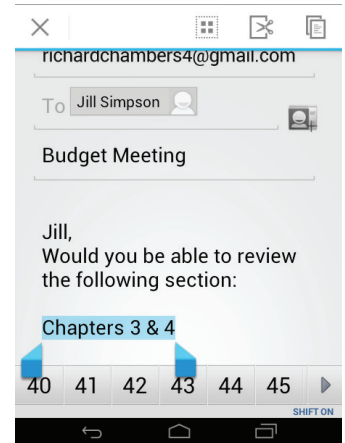 richardchambers4@gmail.com
To Jill Simpson
Budget Meeting
Jill,
Would you be able to review
the following section:
Chapters 3 & 4
40 41 42 43 44 45
SHIFT ON